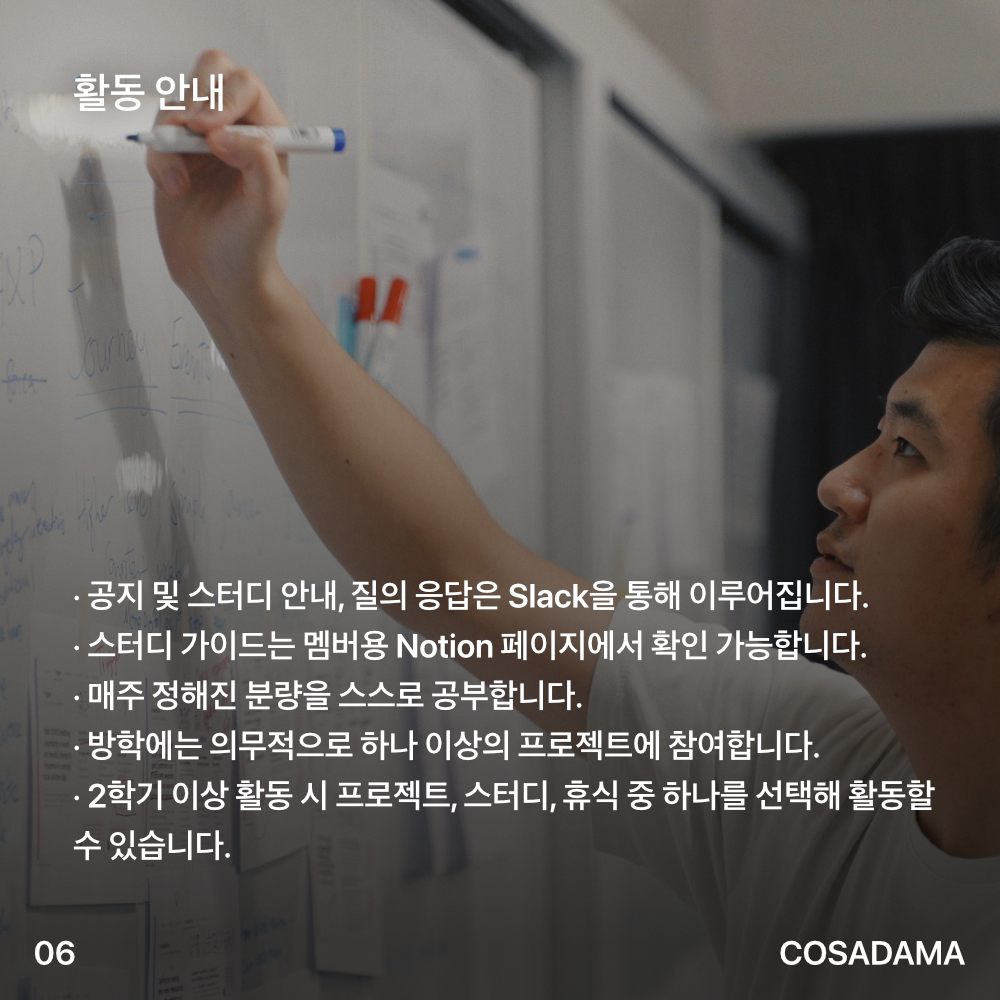 활동 안내
&P
Journey Events
· 공지 및 스터디 안내, 질의 응답은 Slack을 통해 이루어집니다.
· 스터디 가이드는 멤버용 Notion 페이지에서 확인 가능합니다.
· 매주 정해진 분량을 스스로 공부합니다.
· 방학에는 의무적으로 하나 이상의 프로젝트에 참여합니다.
· 2학기 이상 활동 시 프로젝트, 스터디, 휴식 중 하나를 선택해 활동할
수 있습니다.
06
COSADAMA